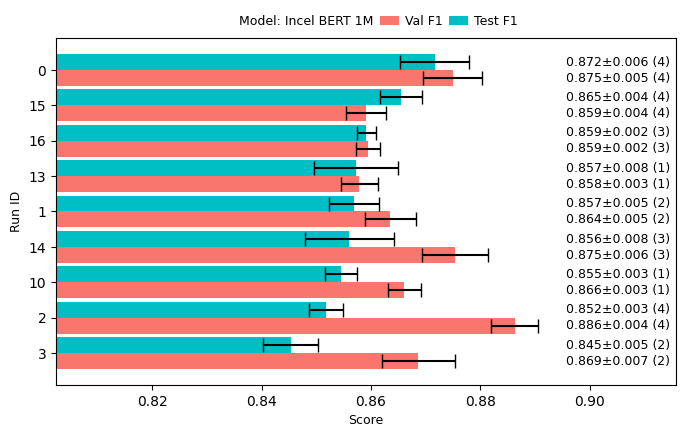 Model: Incel BERT 1M Val F1 Test F1
0 0.872±0.006 (4)
0.875±0.005 (4)
15 0.865±0.004 (4)
0.859±0.004 (4)
16 0.859±0.002 (3)
0.859±0.002 (3)
13 0.857±0.008 (1)
0.858±0.003 (1)
1 0.857±0.005 (2)
0.864±0.005 (2)
14 0.856±0.008 (3)
0.875±0.006 (3)
10 0.855±0.003 (1)
0.866±0.003 (1)
2 0.852±0.003 (4)
0.886±0.004 (4)
3 0.845±0.005 (2)
0.869±0.007 (2)
Run ID
0.82 0.84 0.86 0.88 0.90
Score